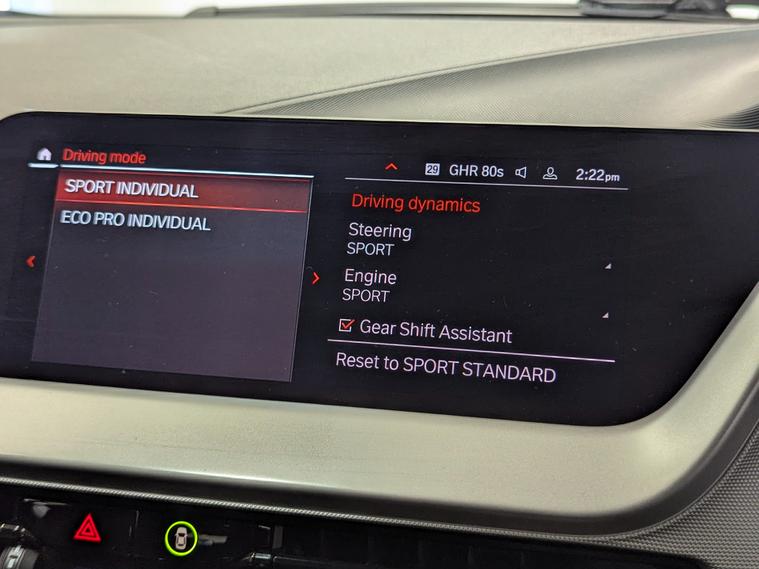 Driving mode
SPORT INDIVIDUAL
ECO PRO INDIVIDUAL
29 GHR 80s 2:22pm
Driving dynamics
Steering
SPORT
Engine
SPORT
Gear Shift Assistant
Reset to SPORT STANDARD